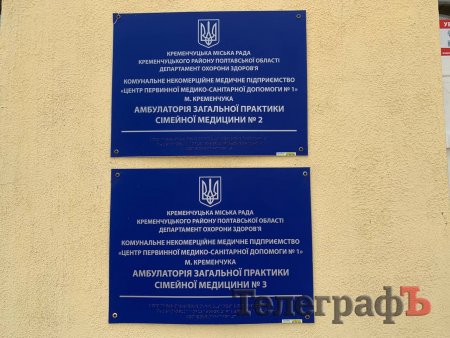 КРЕМЕНЧУЦЬКА МІСЬКА РАДА
КРЕМЕНЧУЦЬКОГО РАЙОНУ ПОЛТАВСЬКОЇ ОБЛАСТІ
ДЕПАРТАМЕНТ ОХОРОНИ ЗДОРОВ'Я
КОМУНАЛЬНЕ НЕКОМЕРЦІЙНЕ МЕДИЧНЕ ПІДПРИЄМСТВО
«ЦЕНТР ПЕРВИННОЇ МЕДИКО-САНІТАРНОЇ ДОПОМОГИ № 1»
М. КРЕМЕНЧУКА
АМБУЛАТОРІЯ ЗАГАЛЬНОЇ ПРАКТИКИ
СІМЕЙНОЇ МЕДИЦИНИ № 2
КРЕМЕНЧУЦЬКА МІСЬКА РАДА
КРЕМЕНЧУЦЬКОГО РАЙОНУ ПОЛТАВСЬКОЇ ОБЛАСТІ
ДЕПАРТАМЕНТ ОХОРОНИ ЗДОРОВ'Я
КОМУНАЛЬНЕ НЕКОМЕРЦІЙНЕ МЕДИЧНЕ ПІДПРИЄМСТВО
«ЦЕНТР ПЕРВИННОЇ МЕДИКО-САНІТАРНОЇ ДОПОМОГИ № 1»
М. КРЕМЕНЧУКА
АМБУЛАТОРІЯ ЗАГАЛЬНОЇ ПРАКТИКИ
СІМЕЙНОЇ МЕДИЦИНИ № 3
ТелеграфЪ